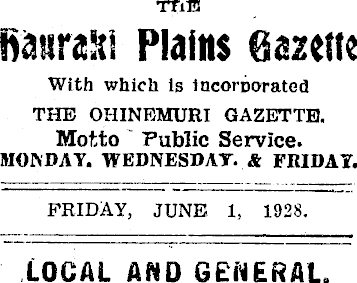 THE
Hauraki Plains Gazette
With which is incorporated
THE OHINEMURI GAZETTE.
Motto Public Service.
MONDAY, WEDNESDAY. & FRIDAY.
FRIDAY, JUNE 1, 1928.
LOCAL AND GENERAL.